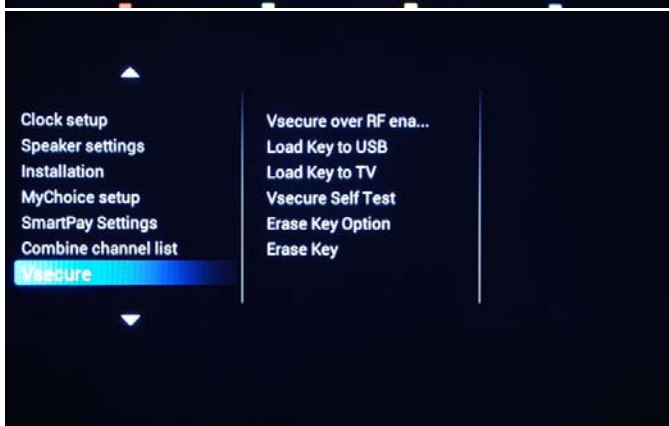 Clock setup
Speaker settings
Installation
MyChoice setup
SmartPay Settings
Combine channel list
Vsecure
Vsecure over RF ena...
Load Key to USB
Load Key to TV
Vsecure Self Test
Erase Key Option
Erase Key